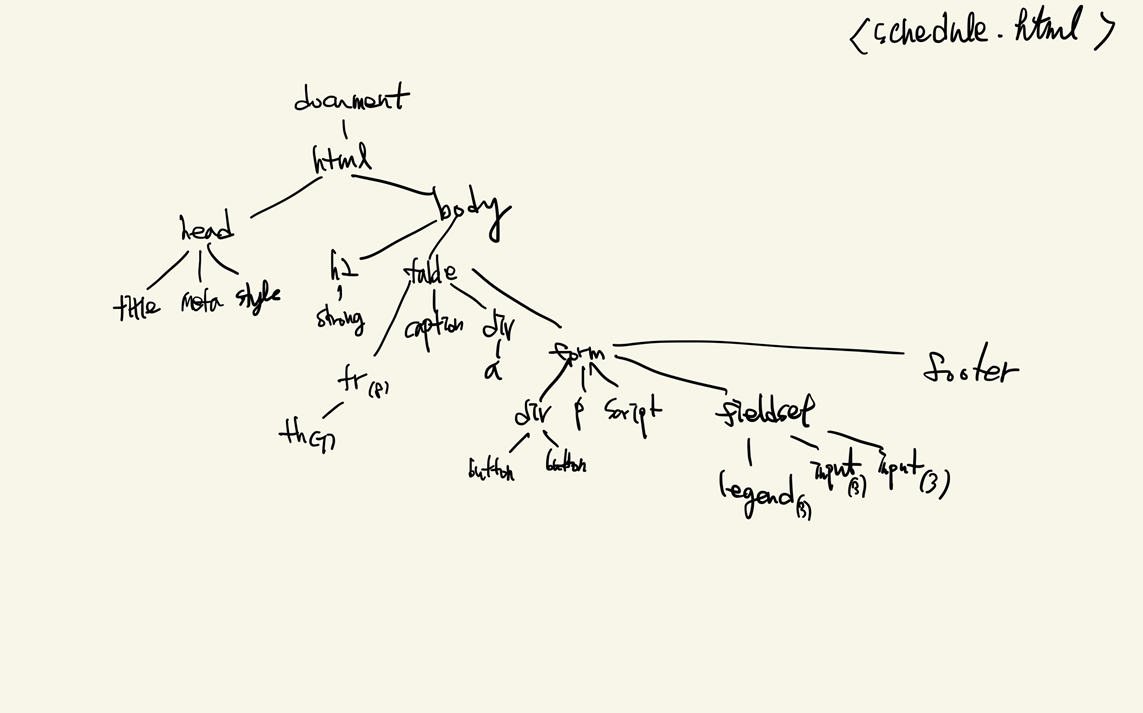 <schedule.html>
document
html
head
body
title meta style
h1
table
strong
caption
div
a
form
footer
tr(8)
th(7)
div
p
script
fieldset
button
button
legend(3)
input(3)
input(3)